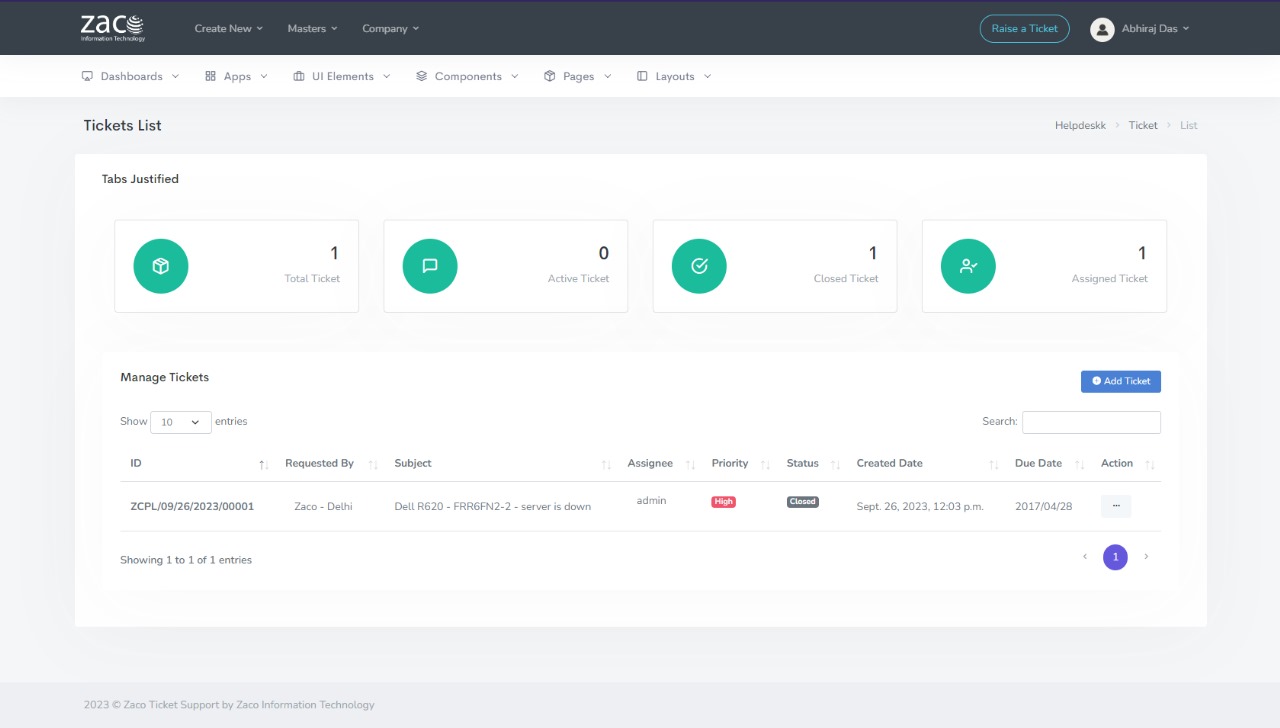 zaco
Information Technology
Create New
Masters
Company
Raise a Ticket
Abhiraj Das
Dashboards
Apps
UI Elements
Components
Pages
Layouts
Tickets List
Helpdeskk > Ticket > List
Tabs Justified
1
Total Ticket
0
Active Ticket
1
Closed Ticket
1
Assigned Ticket
Manage Tickets
Add Ticket
Show 10 entries
Search:
ID Requested By Subject Assignee Priority Status Created Date Due Date Action
ZCPL/09/26/2023/00001 Zaco - Delhi Dell R620 - FRR6FN2-2 - server is down admin High Closed Sept. 26, 2023, 12:03 p.m. 2017/04/28 ...
Showing 1 to 1 of 1 entries
‹ 1 ›
2023 © Zaco Ticket Support by Zaco Information Technology